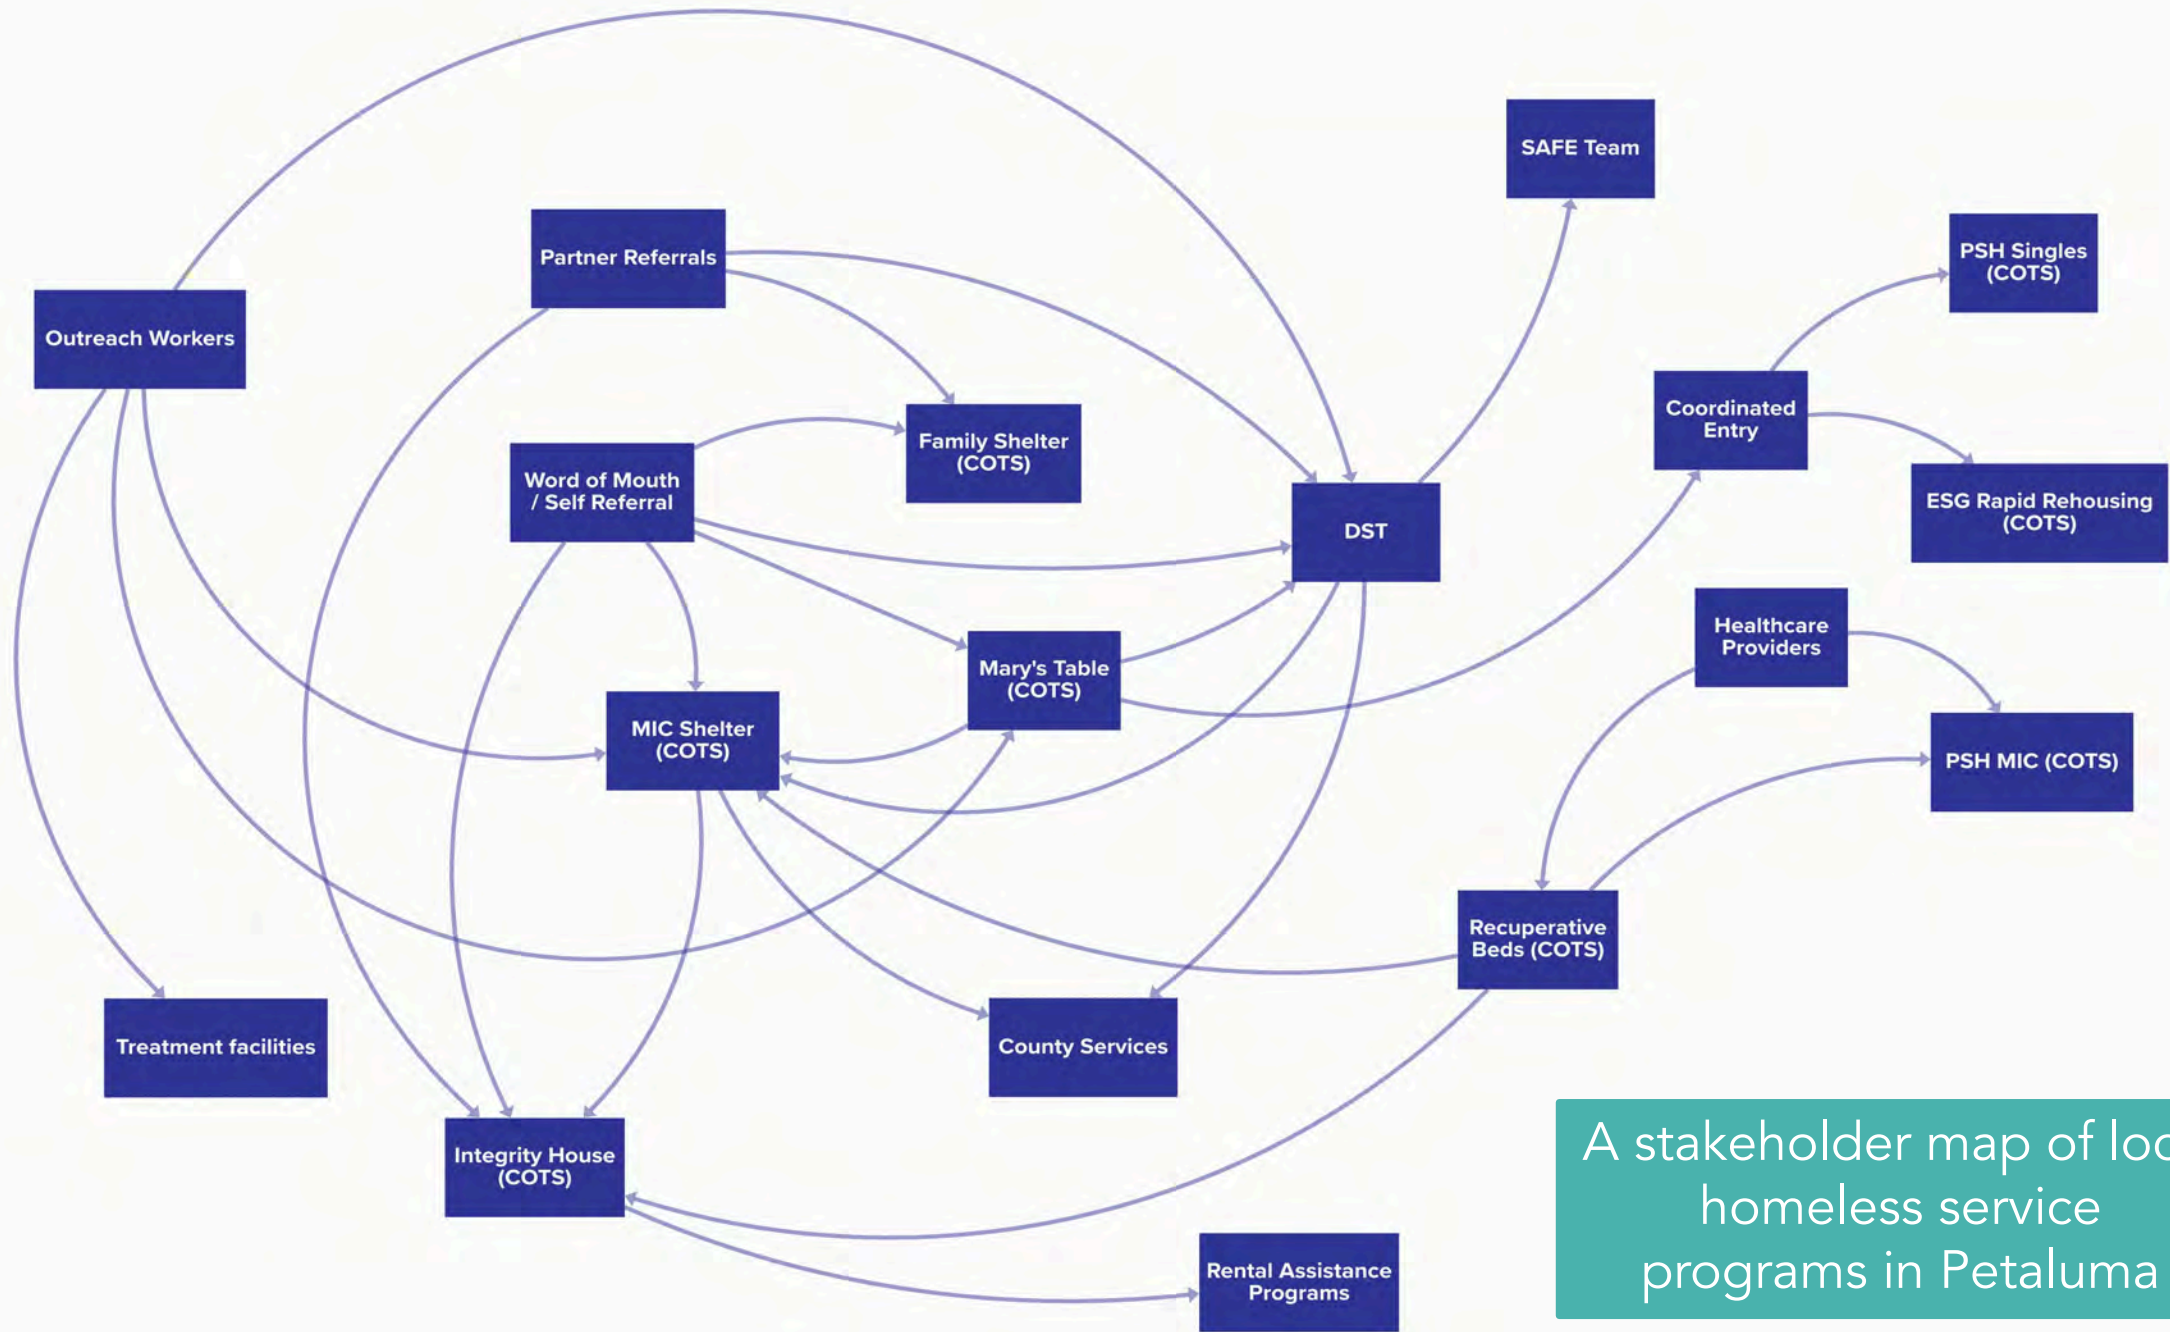 SAFE Team
Partner Referrals
PSH Singles
(COTS)
Outreach Workers
Coordinated
Entry
Family Shelter
(COTS)
Word of Mouth
/ Self Referral
ESG Rapid Rehousing
(COTS)
DST
Healthcare
Providers
Mary's Table
(COTS)
MIC Shelter
(COTS)
PSH MIC (COTS)
Recuperative
Beds (COTS)
Treatment facilities
County Services
Integrity House
(COTS)
Rental Assistance
Programs
A stakeholder map of
homeless service
programs in Petaluma